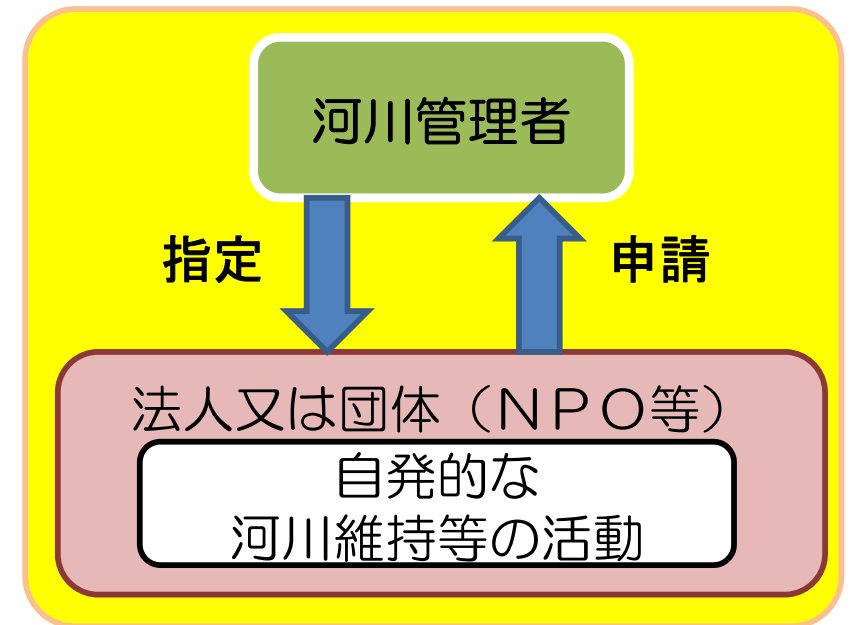 河川管理者
指定
申請
法人又は団体（ＮＰＯ等）
自発的な
河川維持等の活動